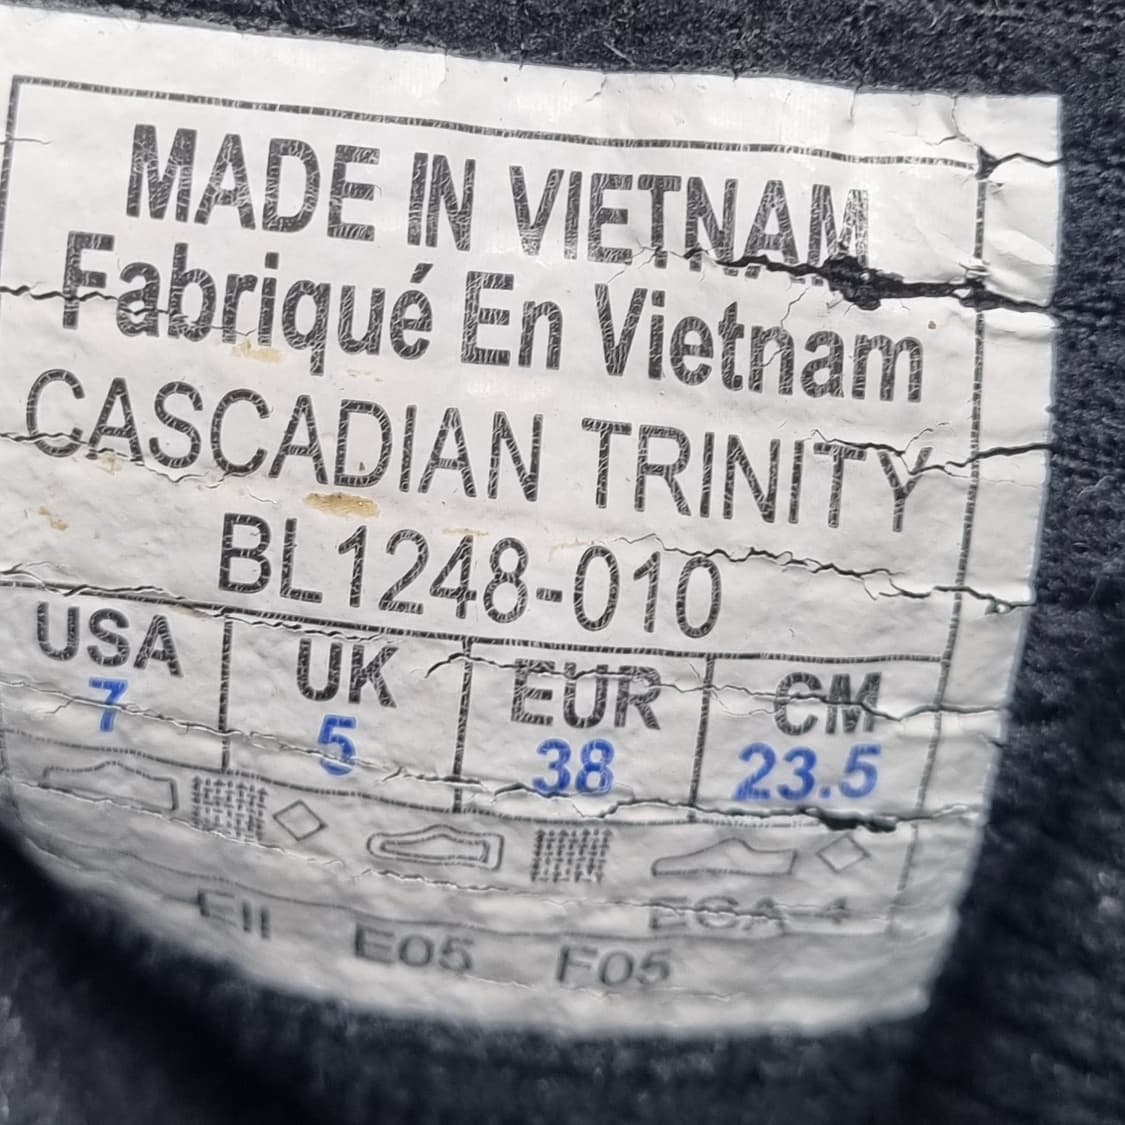 MADE IN VIETNAM
Fabriqué En Vietnam
CASCADIAN TRINITY
BL1248-010
USA UK EUR CM
7 5 38 23.5
E05 F05